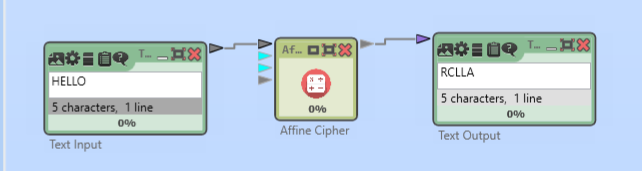 T...
HELLO
5 characters, 1 line
0%
Text Input
Af...
0%
Affine Cipher
T...
RCLLA
5 characters, 1 line
0%
Text Output